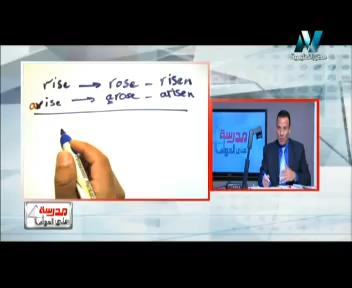 rise → rose - risen
arise → arose - arisen
مدرسة
على الهواء
مدرسة
على الهواء